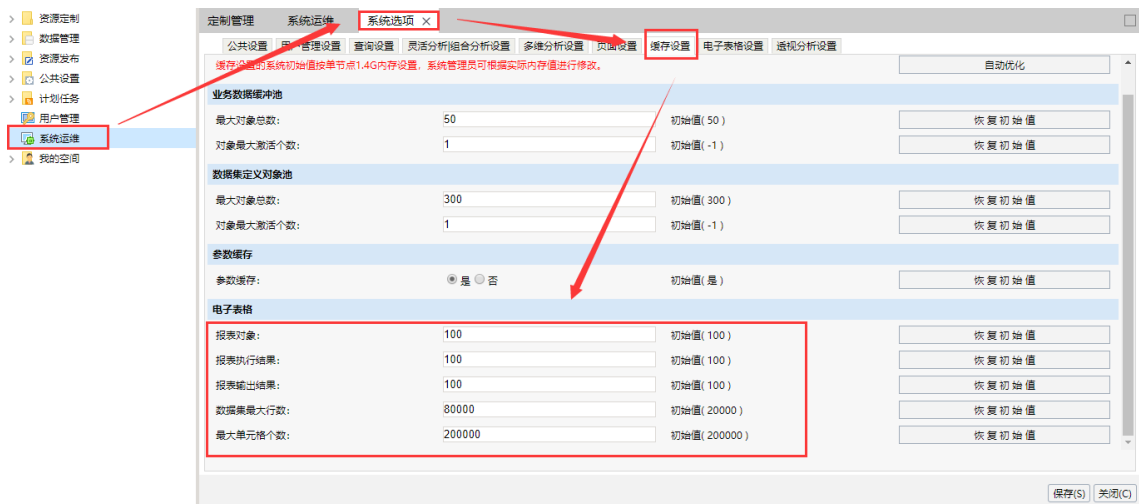 资源定制
数据管理
资源发布
公共设置
计划任务
用户管理
系统运维
我的空间
定制管理 系统运维 系统选项
公共设置 用户管理设置 查询设置 灵活分析|组合分析设置 多维分析设置 页面设置 缓存设置 电子表格设置 透视分析设置
缓存设置的系统初始值按单节点1.4G内存设置，系统管理员可根据实际内存值进行修改。 自动优化
业务数据缓冲池
最大对象总数: 50 初始值( 50 ) 恢复初始值
对象最大激活个数: 1 初始值( -1 ) 恢复初始值
数据集定义对象池
最大对象总数: 300 初始值( 300 ) 恢复初始值
对象最大激活个数: 1 初始值( -1 ) 恢复初始值
参数缓存
参数缓存: 是 否 初始值( 是 ) 恢复初始值
电子表格
报表对象: 100 初始值( 100 ) 恢复初始值
报表执行结果: 100 初始值( 100 ) 恢复初始值
报表输出结果: 100 初始值( 100 ) 恢复初始值
数据集最大行数: 80000 初始值( 20000 ) 恢复初始值
最大单元格个数: 200000 初始值( 200000 ) 恢复初始值
保存(S) 关闭(C)